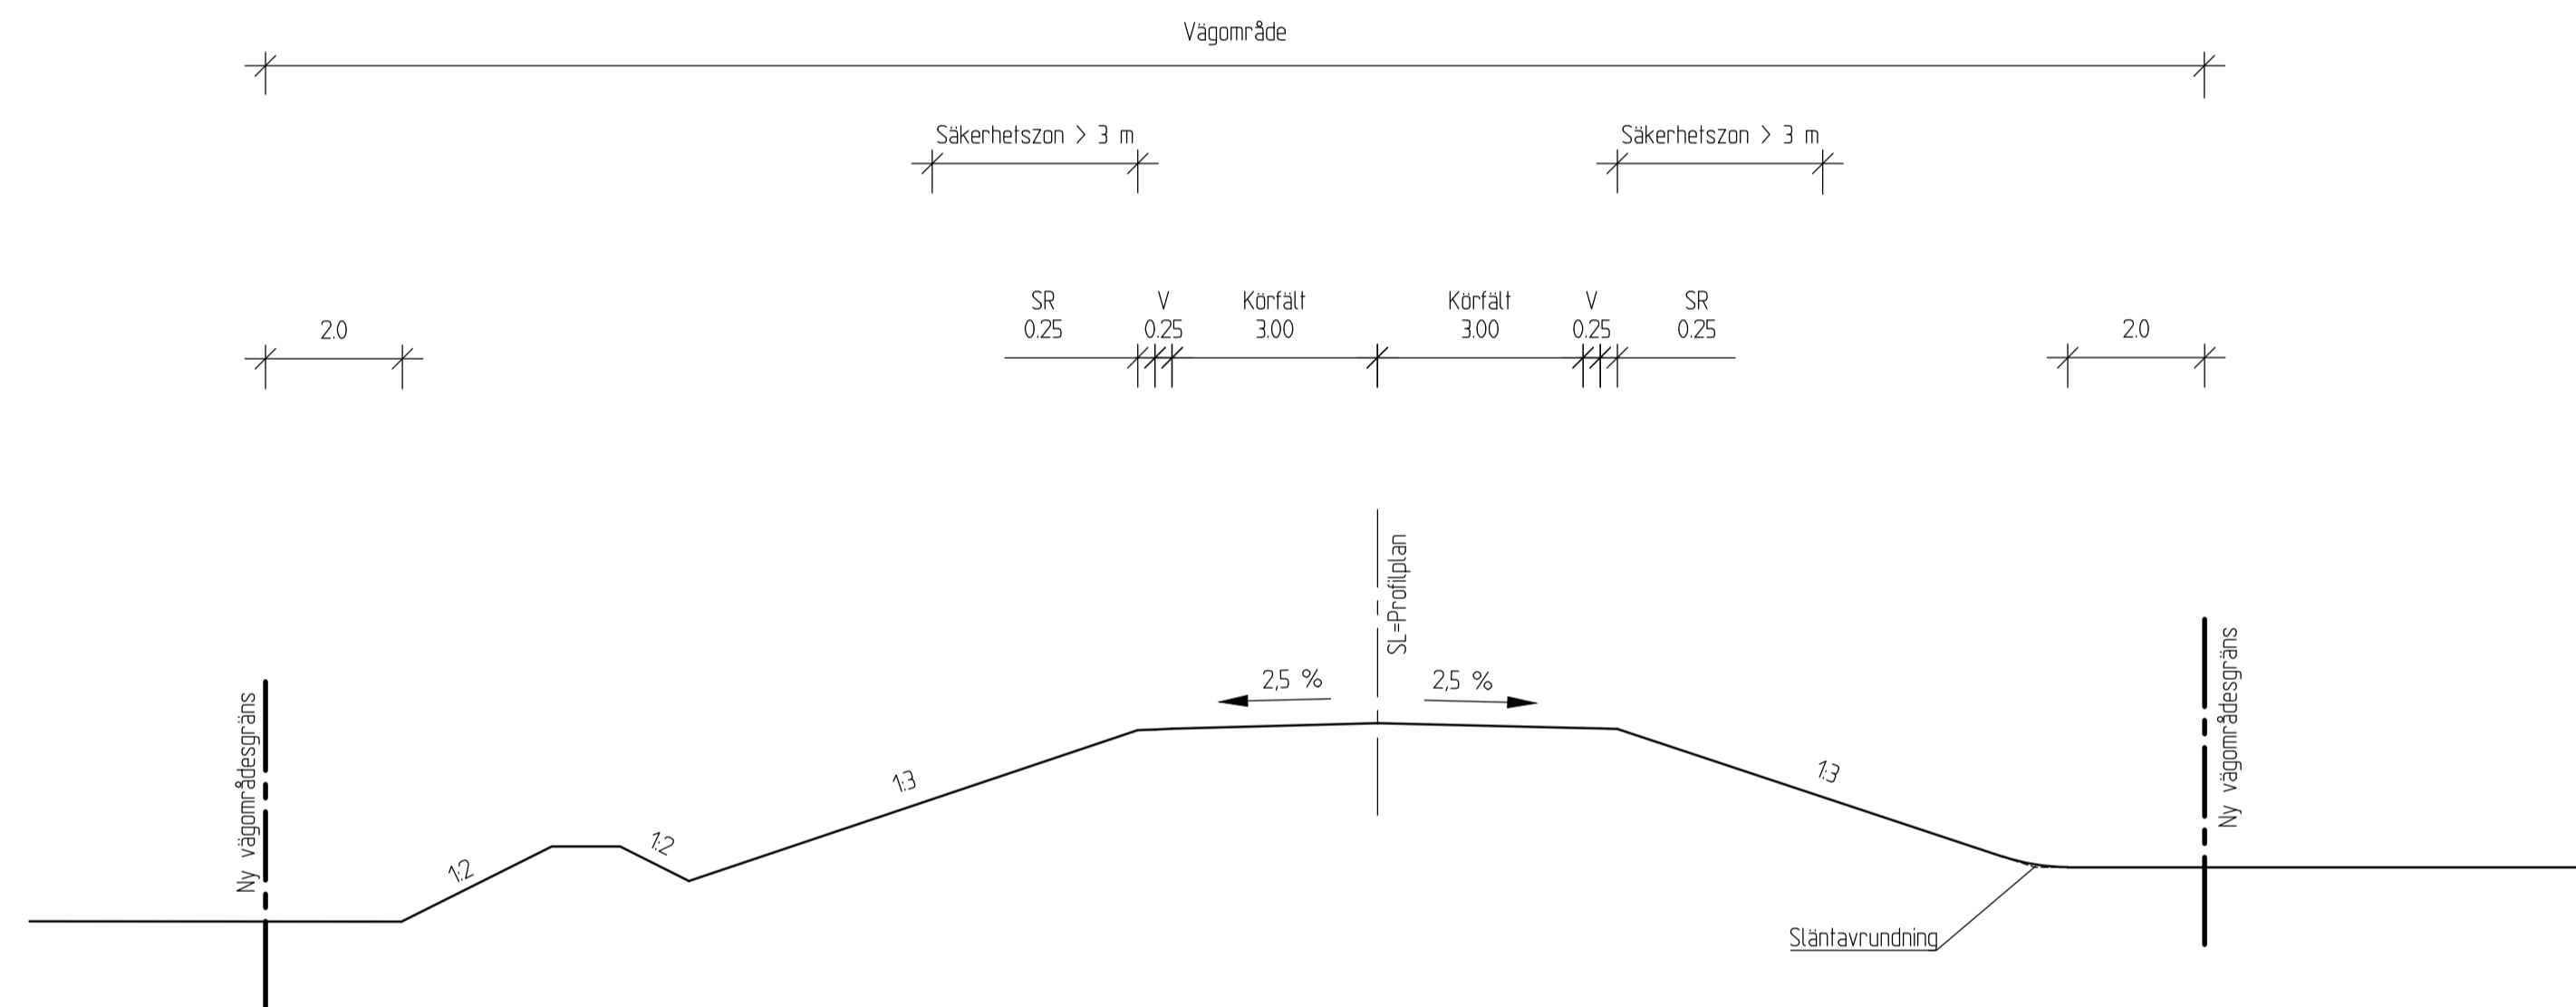 Vägområde
Säkerhetszon > 3 m
Säkerhetszon > 3 m
SR
0.25
V
0.25
Körfält
3.00
Körfält
3.00
V
0.25
SR
0.25
2.0
2.0
SL=Profilplan
2,5 %
2,5 %
Ny vägområdesgräns
Ny vägområdesgräns
1:2
1:2
1:3
1:3
Släntavrundning